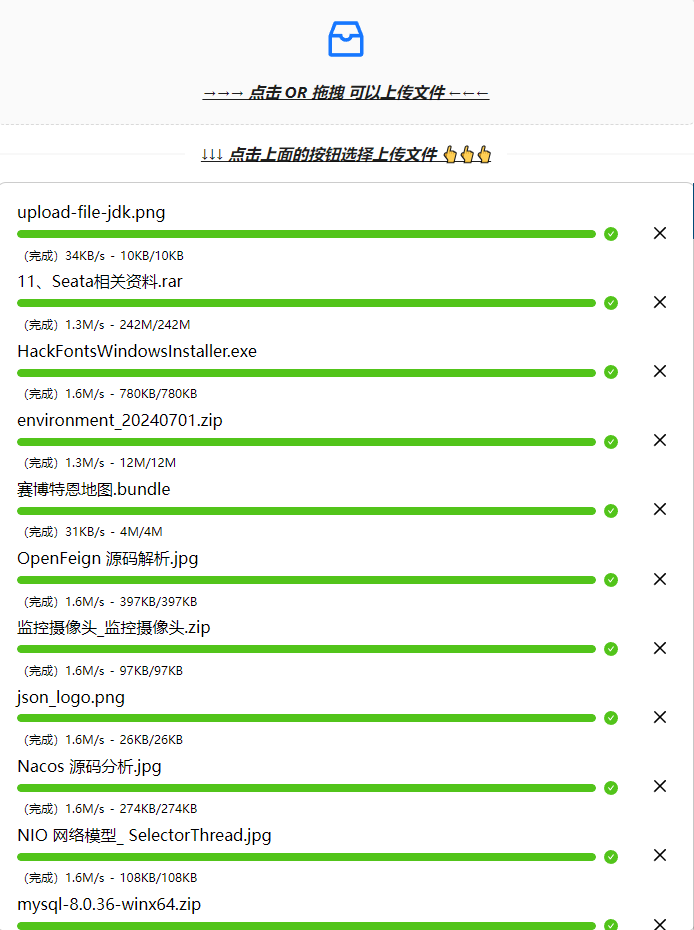 →→→ 点击 OR 拖拽 可以上传文件 ←←←
↓↓↓ 点击上面的按钮选择上传文件 👆👆👆
upload-file-jdk.png
（完成）34KB/s - 10KB/10KB
11、Seata相关资料.rar
（完成）1.3M/s - 242M/242M
HackFontsWindowsInstaller.exe
（完成）1.6M/s - 780KB/780KB
environment_20240701.zip
（完成）1.3M/s - 12M/12M
赛博特恩地图.bundle
（完成）31KB/s - 4M/4M
OpenFeign 源码解析.jpg
（完成）1.6M/s - 397KB/397KB
监控摄像头_监控摄像头.zip
（完成）1.6M/s - 97KB/97KB
json_logo.png
（完成）1.6M/s - 26KB/26KB
Nacos 源码分析.jpg
（完成）1.6M/s - 274KB/274KB
NIO 网络模型_ SelectorThread.jpg
（完成）1.6M/s - 108KB/108KB
mysql-8.0.36-winx64.zip